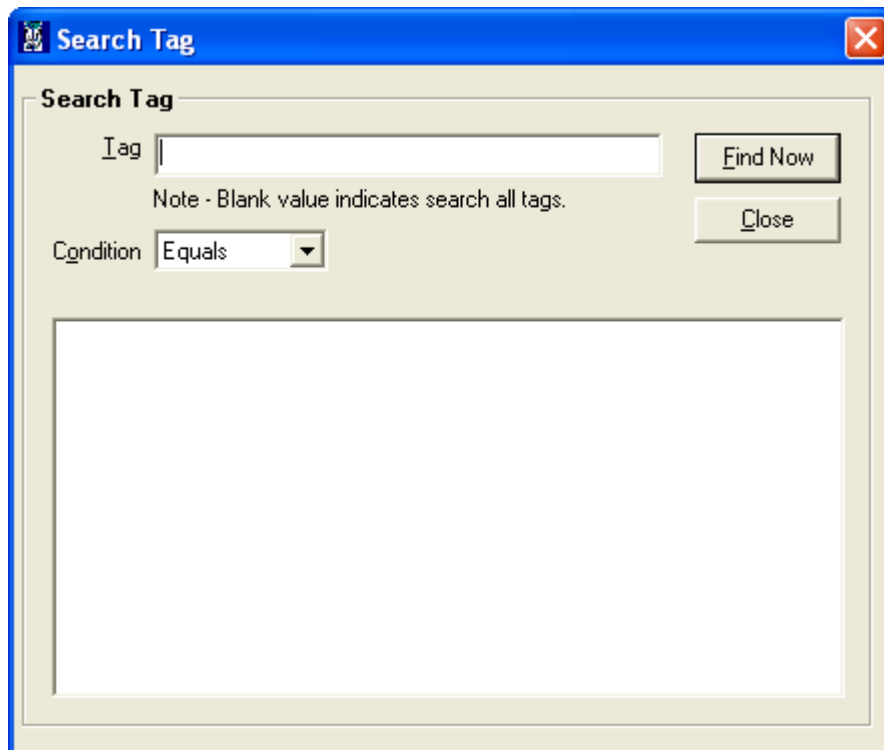 Search Tag
Search Tag
Tag
Find Now
Note - Blank value indicates search all tags.
Close
Condition Equals